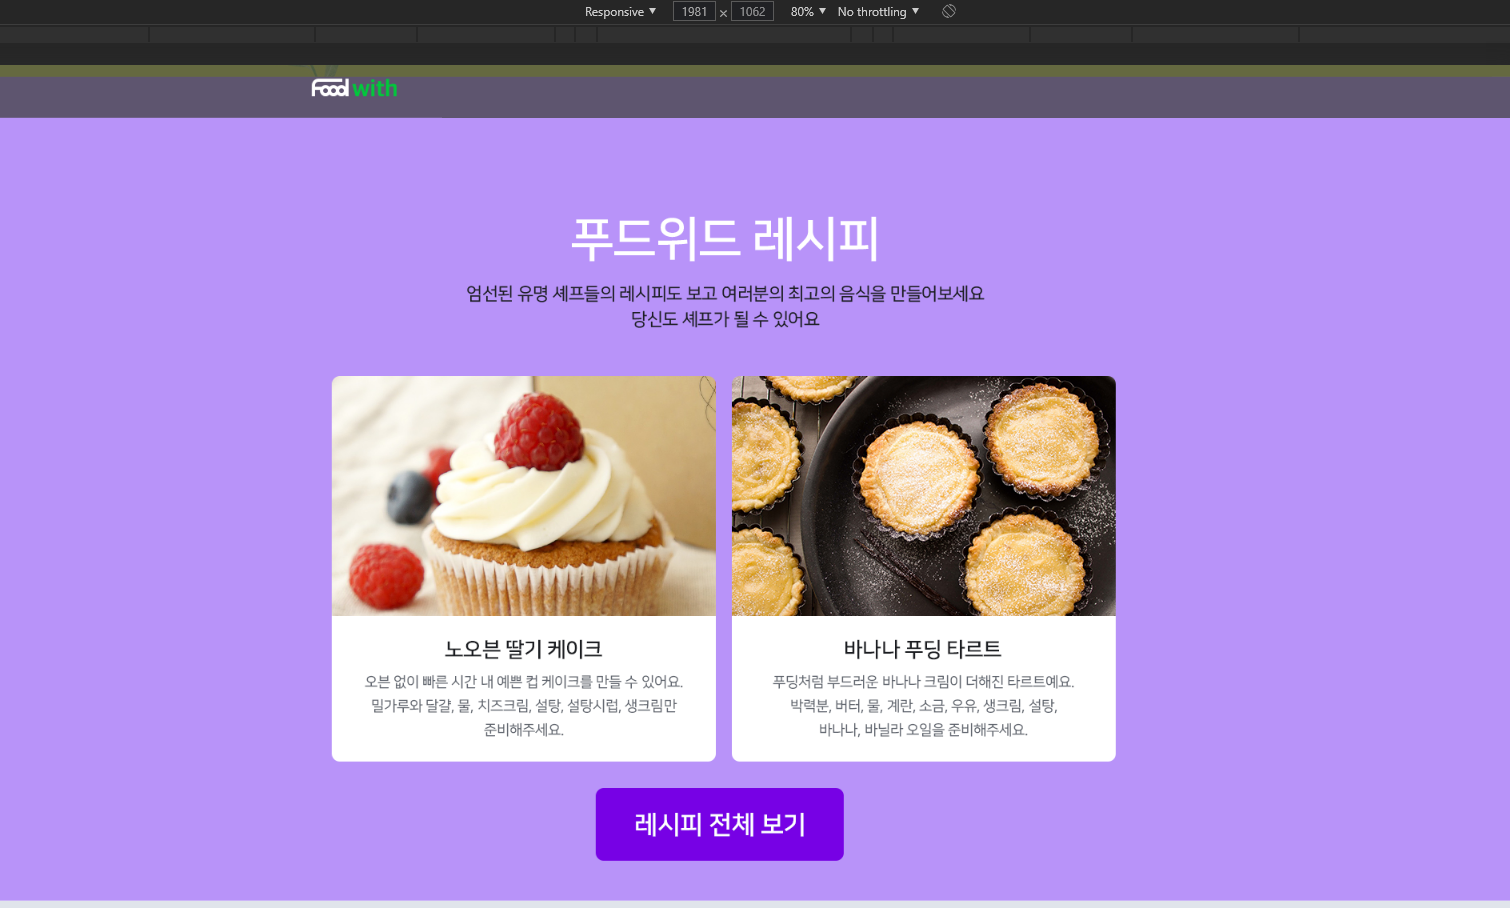 Responsive 1981 × 1062 80% No throttling
Food with
푸드위드 레시피
엄선된 유명 셰프들의 레시피도 보고 여러분의 최고의 음식을 만들어보세요
당신도 셰프가 될 수 있어요
노오븐 딸기 케이크
오븐 없이 빠른 시간 내 예쁜 컵 케이크를 만들 수 있어요.
밀가루와 달걀, 물, 치즈크림, 설탕, 설탕시럽, 생크림만
준비해주세요.
바나나 푸딩 타르트
푸딩처럼 부드러운 바나나 크림이 더해진 타르트예요.
박력분, 버터, 물, 계란, 소금, 우유, 생크림, 설탕,
바나나, 바닐라 오일을 준비해주세요.
레시피 전체 보기